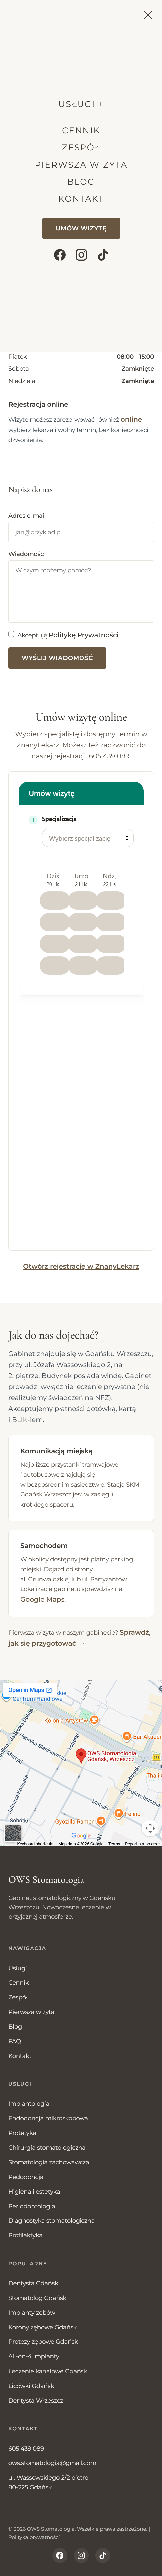 USŁUGI +
CENNIK
ZESPÓŁ
PIERWSZA WIZYTA
BLOG
KONTAKT
UMÓW WIZYTĘ
Piątek 08:00 - 15:00
Sobota Zamknięte
Niedziela Zamknięte
Rejestracja online
Wizytę możesz zarezerwować również online -
wybierz lekarza i wolny termin, bez konieczności
dzwonienia.
Napisz do nas
Adres e-mail
jan@przyklad.pl
Wiadomość
W czym możemy pomóc?
Akceptuję Politykę Prywatności
WYŚLIJ WIADOMOŚĆ
Umów wizytę online
Wybierz specjalistę i dostępny termin w
ZnanyLekarz. Możesz też zadzwonić do
naszej rejestracji: 605 439 089.
Umów wizytę
1 Specjalizacja
Wybierz specjalizację
Dziś Jutro Ndz,
20 Lis 21 Lis 22 Lis
Otwórz rejestrację w ZnanyLekarz
Jak do nas dojechać?
Gabinet znajduje się w Gdańsku Wrzeszczu,
przy ul. Józefa Wassowskiego 2, na
2. piętrze. Budynek posiada windę. Gabinet
prowadzi wyłącznie leczenie prywatne (nie
realizujemy świadczeń na NFZ).
Akceptujemy płatności gotówką, kartą
i BLIK-iem.
Komunikacją miejską
Najbliższe przystanki tramwajowe
i autobusowe znajdują się
w bezpośrednim sąsiedztwie. Stacja SKM
Gdańsk Wrzeszcz jest w zasięgu
krótkiego spaceru.
Samochodem
W okolicy dostępny jest płatny parking
miejski. Dojazd od strony
al. Grunwaldzkiej lub ul. Partyzantów.
Lokalizację gabinetu sprawdzisz na
Google Maps.
Pierwsza wizyta w naszym gabinecie? Sprawdź,
jak się przygotować →
Open in Maps
Centrum Handlowe
Kolonia Artystów
Bar Akadem
OWS Stomatologia
Gdańsk, Wrzeszcz
Felino
Gyozilla Ramen
Sobótki
Google
Keyboard shortcuts Map data ©2026 Google Terms Report a map error
OWS Stomatologia
Gabinet stomatologiczny w Gdańsku
Wrzeszczu. Nowoczesne leczenie w
przyjaznej atmosferze.
NAWIGACJA
Usługi
Cennik
Zespół
Pierwsza wizyta
Blog
FAQ
Kontakt
USŁUGI
Implantologia
Endodoncja mikroskopowa
Protetyka
Chirurgia stomatologiczna
Stomatologia zachowawcza
Pedodoncja
Higiena i estetyka
Periodontologia
Diagnostyka stomatologiczna
Profilaktyka
POPULARNE
Dentysta Gdańsk
Stomatolog Gdańsk
Implanty zębów
Korony zębowe Gdańsk
Protezy zębowe Gdańsk
All-on-4 implanty
Leczenie kanałowe Gdańsk
Licówki Gdańsk
Dentysta Wrzeszcz
KONTAKT
605 439 089
ows.stomatologia@gmail.com
ul. Wassowskiego 2/2 piętro
80-225 Gdańsk
© 2026 OWS Stomatologia. Wszelkie prawa zastrzeżone. |
Polityka prywatności